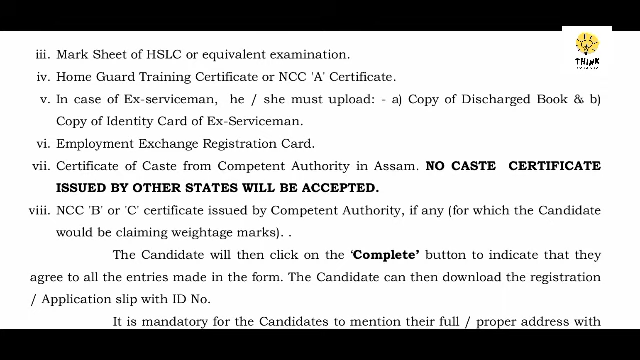 THINK
iii. Mark Sheet of HSLC or equivalent examination.
iv. Home Guard Training Certificate or NCC 'A' Certificate.
v. In case of Ex-serviceman, he / she must upload: - a) Copy of Discharged Book & b)
Copy of Identity Card of Ex-Serviceman.
vi. Employment Exchange Registration Card.
vii. Certificate of Caste from Competent Authority in Assam. NO CASTE CERTIFICATE
ISSUED BY OTHER STATES WILL BE ACCEPTED.
viii. NCC 'B' or 'C' certificate issued by Competent Authority, if any (for which the Candidate
would be claiming weightage marks). .
The Candidate will then click on the ‘Complete’ button to indicate that they
agree to all the entries made in the form. The Candidate can then download the registration
/ Application slip with ID No.
It is mandatory for the Candidates to mention their full / proper address with